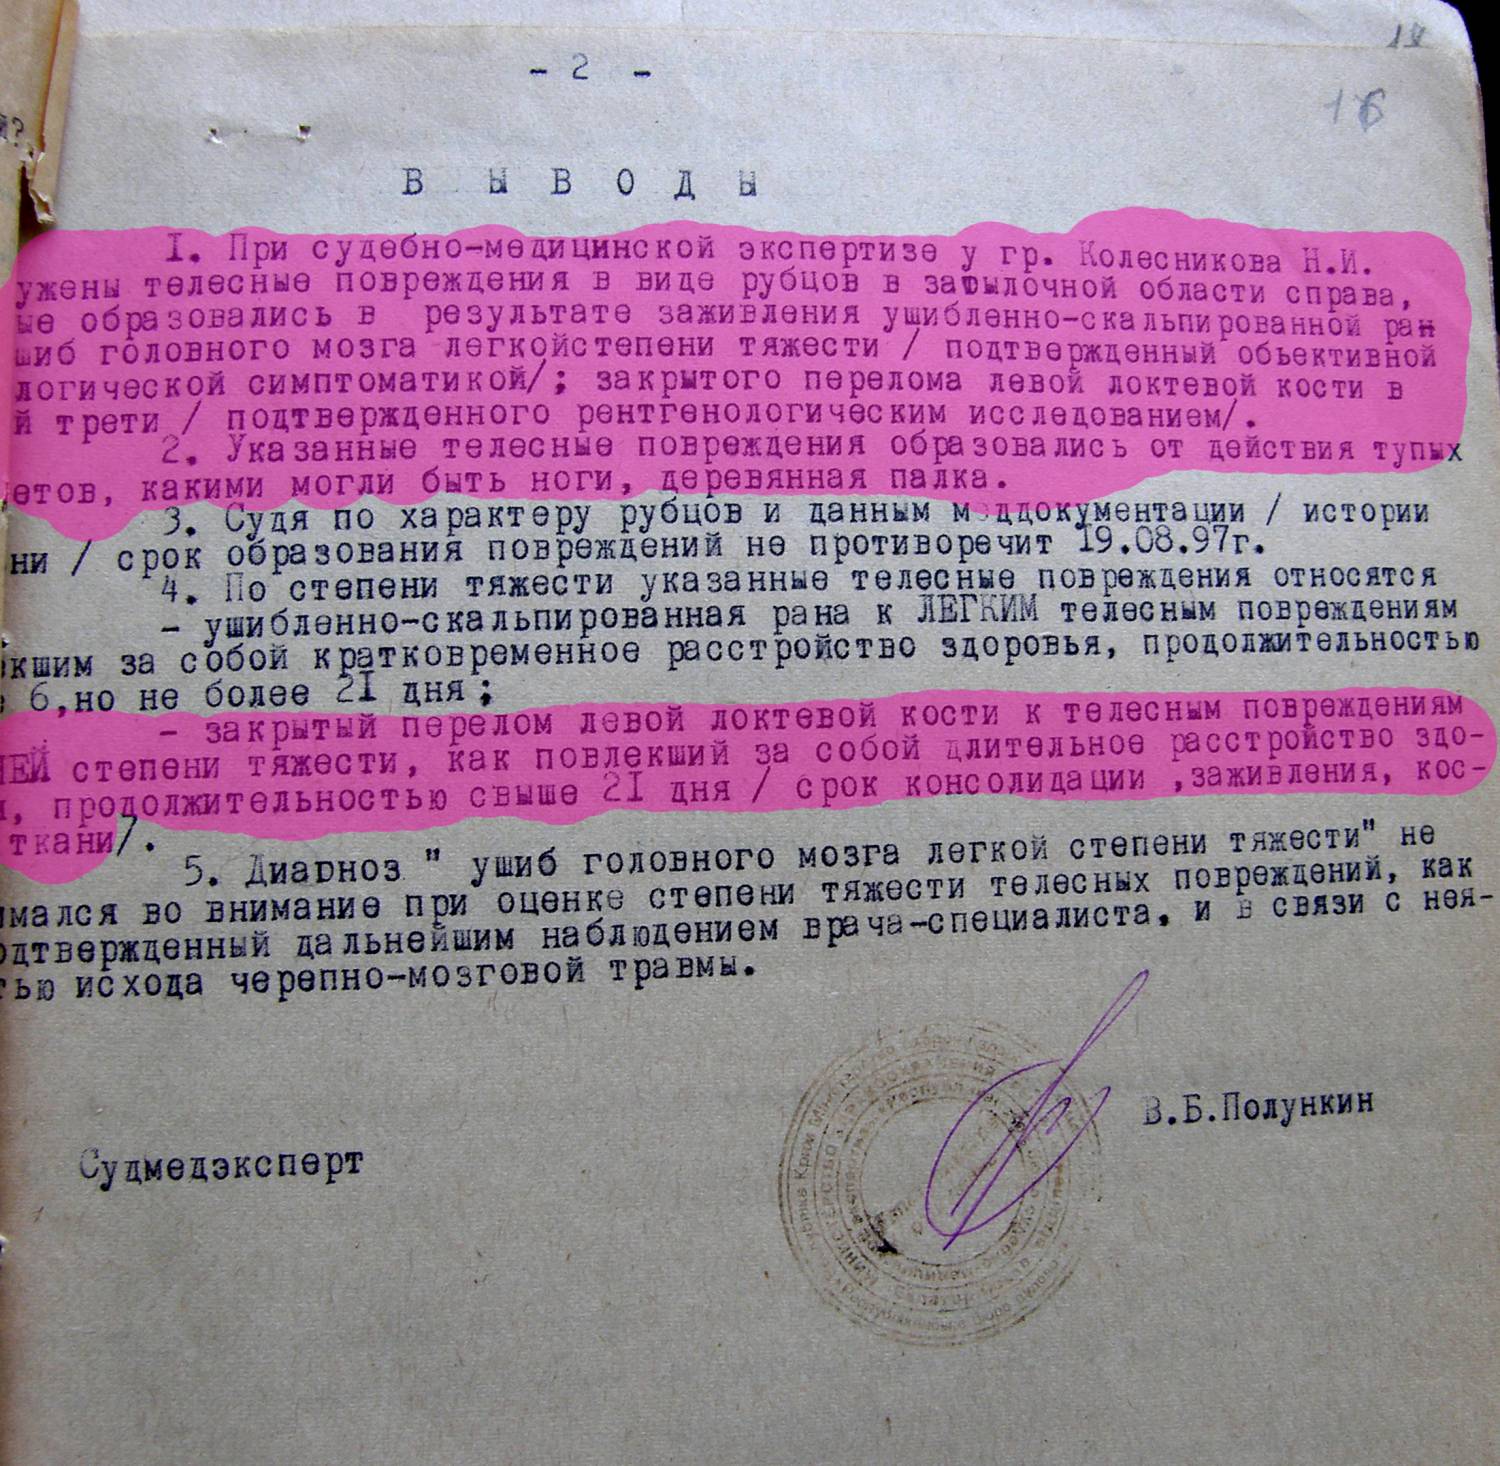 - 2 -
16
ВЫВОДЫ
1. При судебно-медицинской экспертизе у гр. Колесникова Н.И.
ужены телесные повреждения в виде рубцов в затылочной области справа,
ые образовались в результате заживления ушибленно-скальпированной ран
шиб головного мозга легкойстепени тяжести / подтвержденный обьективной
логической симптоматикой/; закрытого перелома левой локтевой кости в
й трети / подтвержденного рентгенологическим исследованием/.
2. Указанные телесные повреждения образовались от действия тупых
етов, какими могли быть ноги, деревянная палка.
3. Судя по характеру рубцов и данным меддокументации / истории
ни / срок образования повреждений не противоречит 19.08.97г.
4. По степени тяжести указанные телесные повреждения относятся
- ушибленно-скальпированная рана к ЛЕГКИМ телесным повреждениям
кшим за собой кратковременное расстройство здоровья, продолжительностью
6,но не более 21 дня;
- закрытый перелом левой локтевой кости к телесным повреждениям
НЕЙ степени тяжести, как повлекший за собой длительное расстройство здо-
, продолжительностью свыше 21 дня / срок консолидации ,заживления, кос-
ткани/.
5. Диагноз " ушиб головного мозга легкой степени тяжести" не
имался во внимание при оценке степени тяжести телесных повреждений, как
одтвержденный дальнейшим наблюдением врача-специалиста, и в связи с нея-
тью исхода черепно-мозговой травмы.
В.Б.Полункин
Судмедэксперт